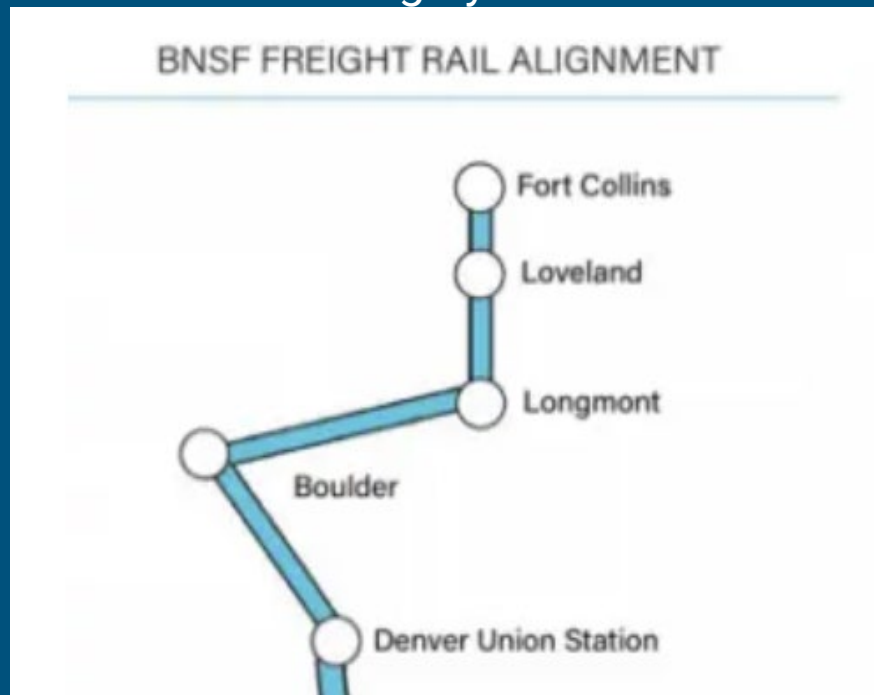 BNSF FREIGHT RAIL ALIGNMENT
Fort Collins
Loveland
Longmont
Boulder
Denver Union Station